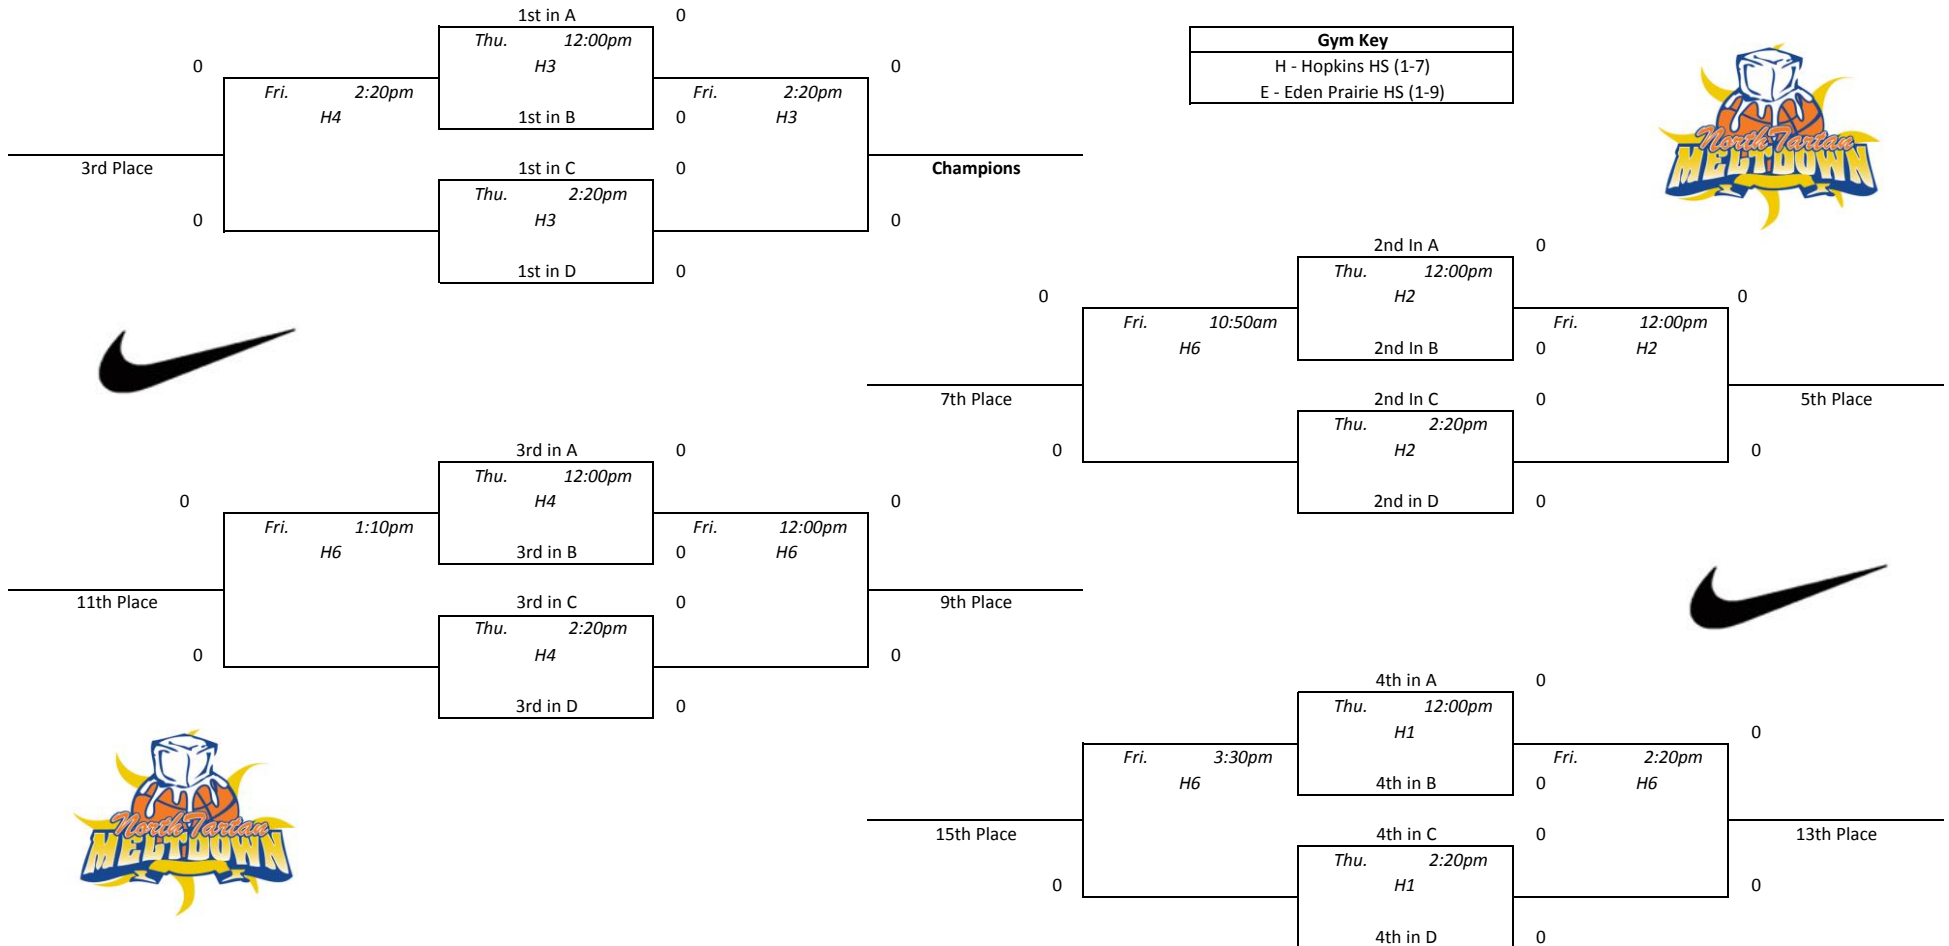 1st in A 0
Thu. 12:00pm
H3
1st in B 0
0 0
Fri. 2:20pm
H4
Fri. 2:20pm
H3
3rd Place
Champions
1st in C 0
Thu. 2:20pm
H3
1st in D 0
0 0
Gym Key
H - Hopkins HS (1-7)
E - Eden Prairie HS (1-9)
North Tartan
MELTDOWN
2nd In A 0
Thu. 12:00pm
H2
2nd In B 0
0 0
Fri. 10:50am
H6
Fri. 12:00pm
H2
7th Place
5th Place
2nd In C 0
Thu. 2:20pm
H2
2nd in D 0
0 0
3rd in A 0
Thu. 12:00pm
H4
3rd in B 0
0 0
Fri. 1:10pm
H6
Fri. 12:00pm
H6
11th Place
9th Place
3rd in C 0
Thu. 2:20pm
H4
3rd in D 0
0 0
4th in A 0
Thu. 12:00pm
H1
4th in B 0
0
Fri. 3:30pm
H6
Fri. 2:20pm
H6
15th Place
13th Place
4th in C 0
Thu. 2:20pm
H1
4th in D 0
0 0
North Tartan
MELTDOWN